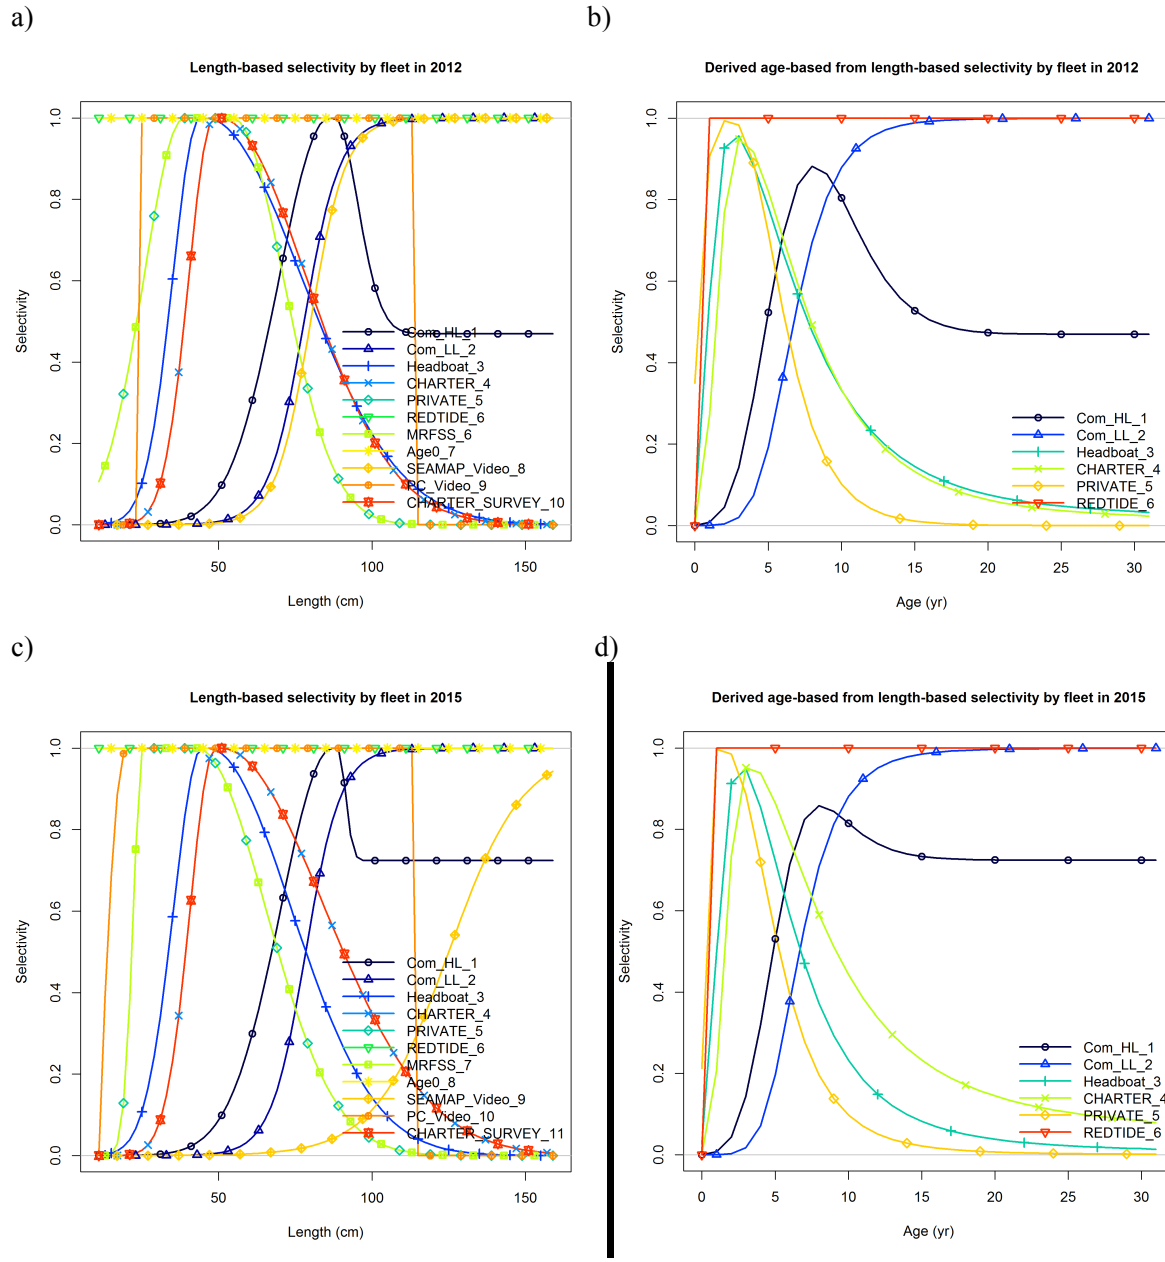 a)
Length-based selectivity by fleet in 2012
Selectivity
0.0
0.2
0.4
0.6
0.8
1.0
Com_HL_1
Com_LL_2
Headboat_3
CHARTER_4
PRIVATE_5
REDTIDE_6
MRFSS_6
Age0_7
SEAMAP_Video_8
PC_Video_9
CHARTER_SURVEY_10
50
100
150
Length (cm)
b)
Derived age-based from length-based selectivity by fleet in 2012
Selectivity
0.0
0.2
0.4
0.6
0.8
1.0
Com_HL_1
Com_LL_2
Headboat_3
CHARTER_4
PRIVATE_5
REDTIDE_6
0
5
10
15
20
25
30
Age (yr)
c)
Length-based selectivity by fleet in 2015
Selectivity
0.0
0.2
0.4
0.6
0.8
1.0
Com_HL_1
Com_LL_2
Headboat_3
CHARTER_4
PRIVATE_5
REDTIDE_6
MRFSS_7
Age0_8
SEAMAP_Video_9
PC_Video_10
CHARTER_SURVEY_11
50
100
150
Length (cm)
d)
Derived age-based from length-based selectivity by fleet in 2015
Selectivity
0.0
0.2
0.4
0.6
0.8
1.0
Com_HL_1
Com_LL_2
Headboat_3
CHARTER_4
PRIVATE_5
REDTIDE_6
0
5
10
15
20
25
30
Age (yr)